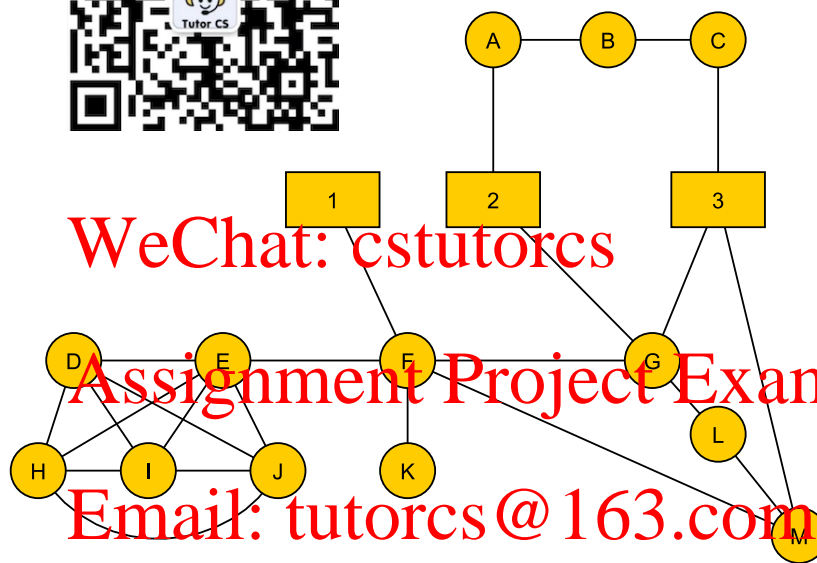 Tutor CS
A B C
1 2 3
WeChat: cstutorcs
D E F G
Assignment Project Exam
L
H I J K
Email: tutorcs@163.com
M